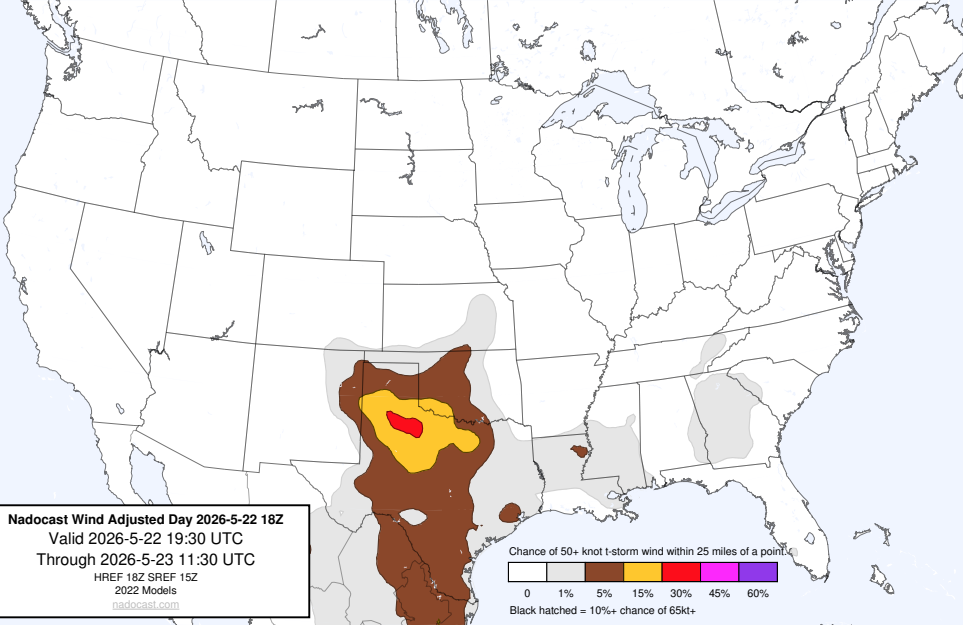 Nadocast Wind Adjusted Day 2026-5-22 18Z
Valid 2026-5-22 19:30 UTC
Through 2026-5-23 11:30 UTC
HREF 18Z SREF 15Z
2022 Models
nadocast.com
Chance of 50+ knot t-storm wind within 25 miles of a point.
0 1% 5% 15% 30% 45% 60%
Black hatched = 10%+ chance of 65kt+